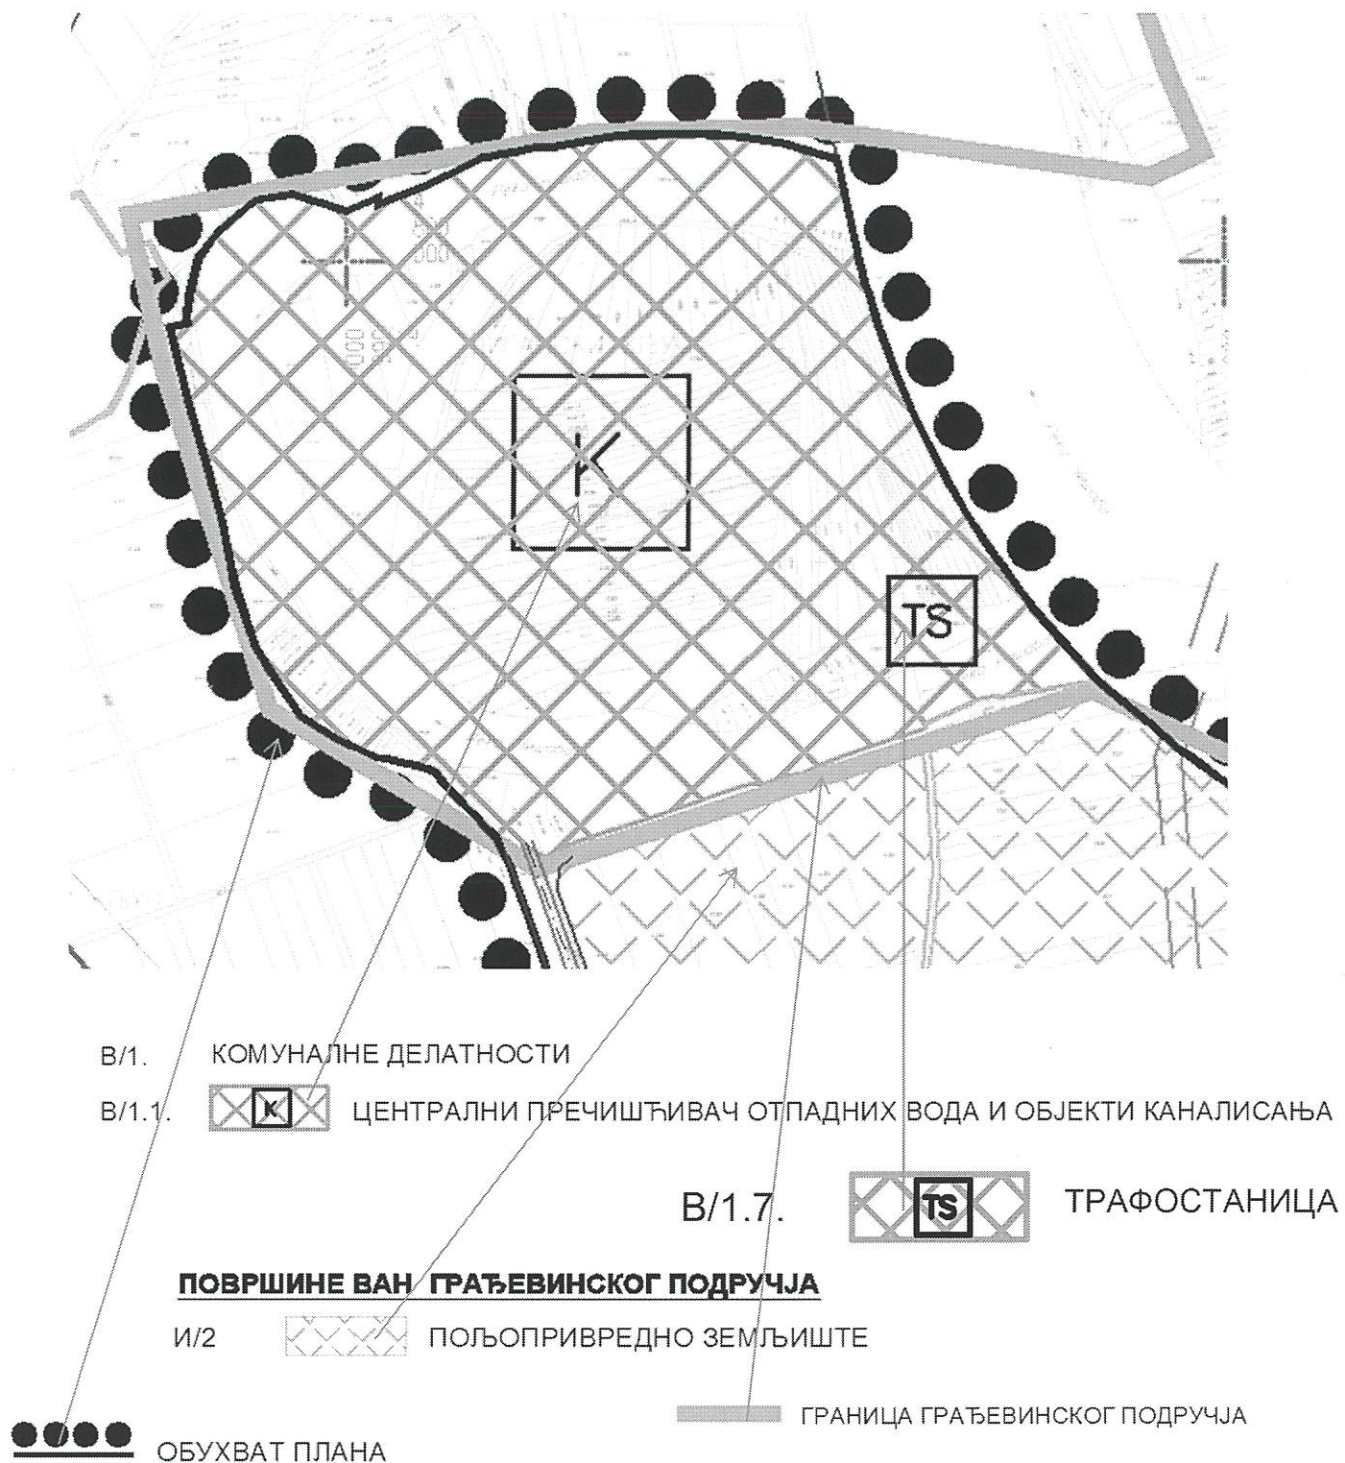 K
TS
В/1. КОМУНАЛНЕ ДЕЛАТНОСТИ
В/1.1. K ЦЕНТРАЛНИ ПРЕЧИШЋИВАЧ ОТПАДНИХ ВОДА И ОБЈЕКТИ КАНАЛИСАЊА
В/1.7. TS ТРАФОСТАНИЦА
ПОВРШИНЕ ВАН ГРАЂЕВИНСКОГ ПОДРУЧЈА
И/2 ПОЉОПРИВРЕДНО ЗЕМЉИШТЕ
ГРАНИЦА ГРАЂЕВИНСКОГ ПОДРУЧЈА
ОБУХВАТ ПЛАНА